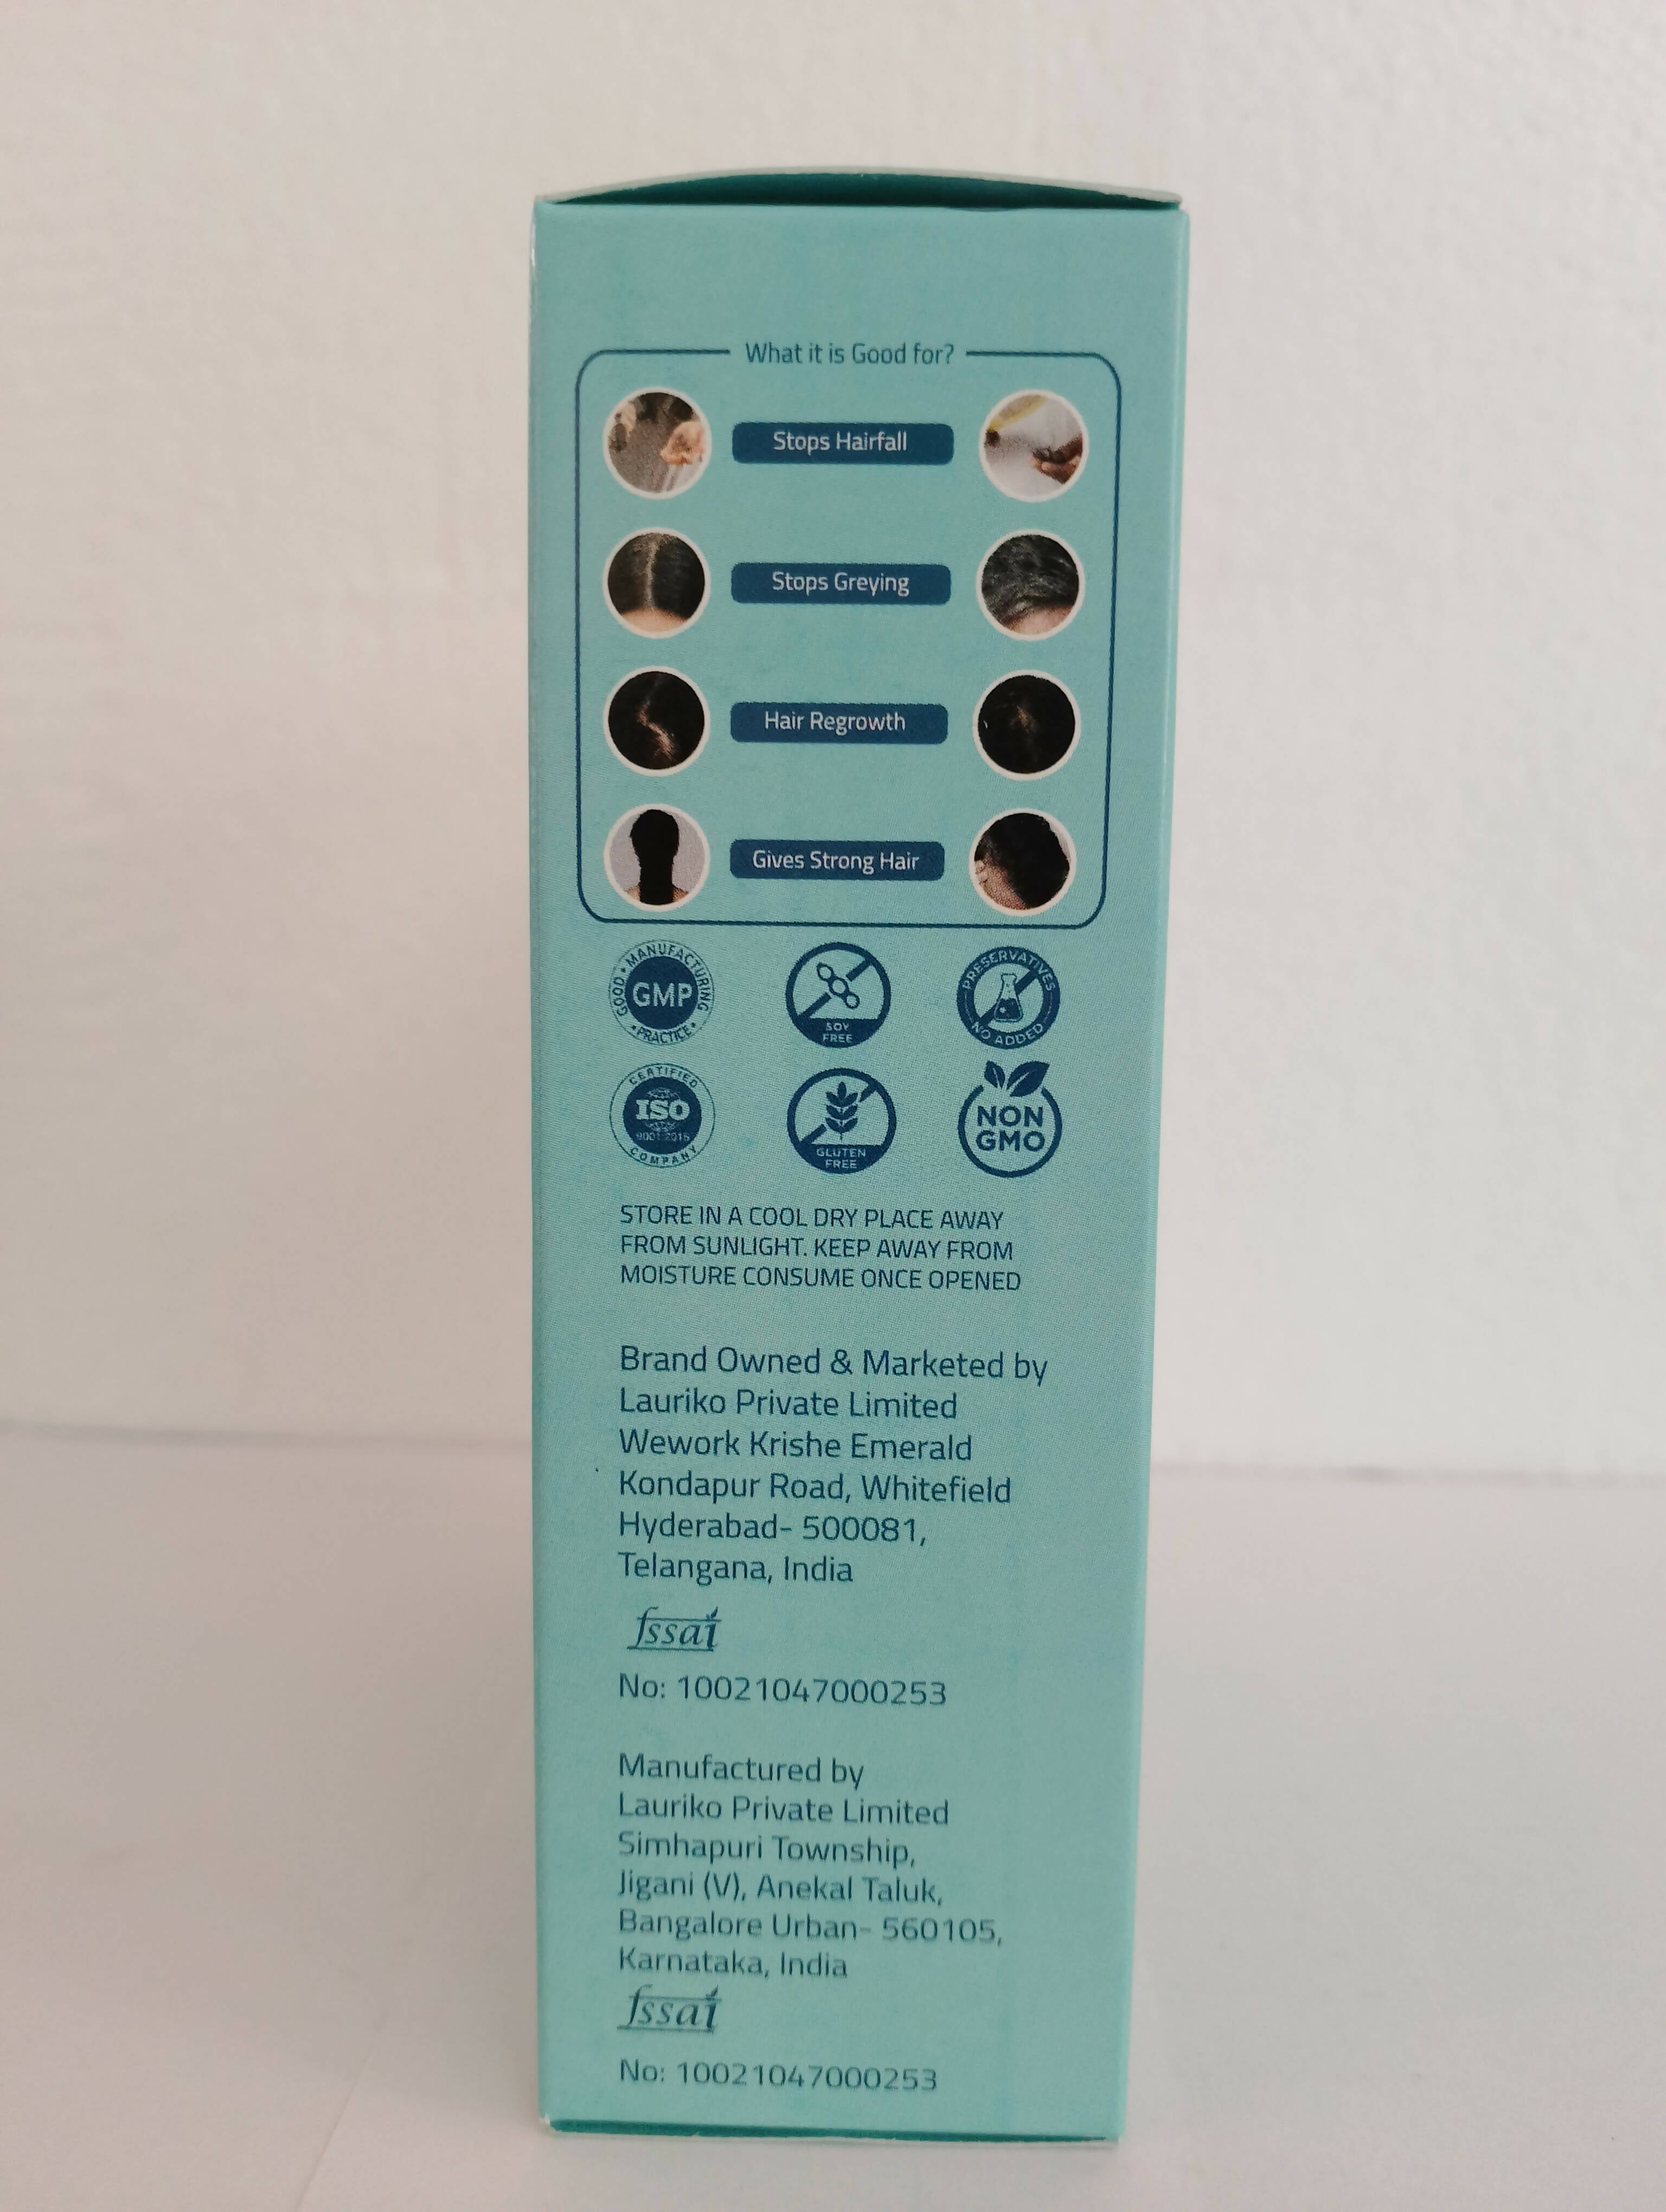 What it is Good for?
Stops Hairfall
Stops Greying
Hair Regrowth
Gives Strong Hair
GOOD • MANUFACTURING • PRACTICE •
GMP
SOY
FREE
PRESERVATIVES
NO ADDED
CERTIFIED
ISO
9001:2015
COMPANY
GLUTEN
FREE
NON
GMO
STORE IN A COOL DRY PLACE AWAY
FROM SUNLIGHT. KEEP AWAY FROM
MOISTURE CONSUME ONCE OPENED
Brand Owned & Marketed by
Lauriko Private Limited
Wework Krishe Emerald
Kondapur Road, Whitefield
Hyderabad- 500081,
Telangana, India
fssai
No: 10021047000253
Manufactured by
Lauriko Private Limited
Simhapuri Township,
Jigani (V), Anekal Taluk,
Bangalore Urban- 560105,
Karnataka, India
fssai
No: 10021047000253